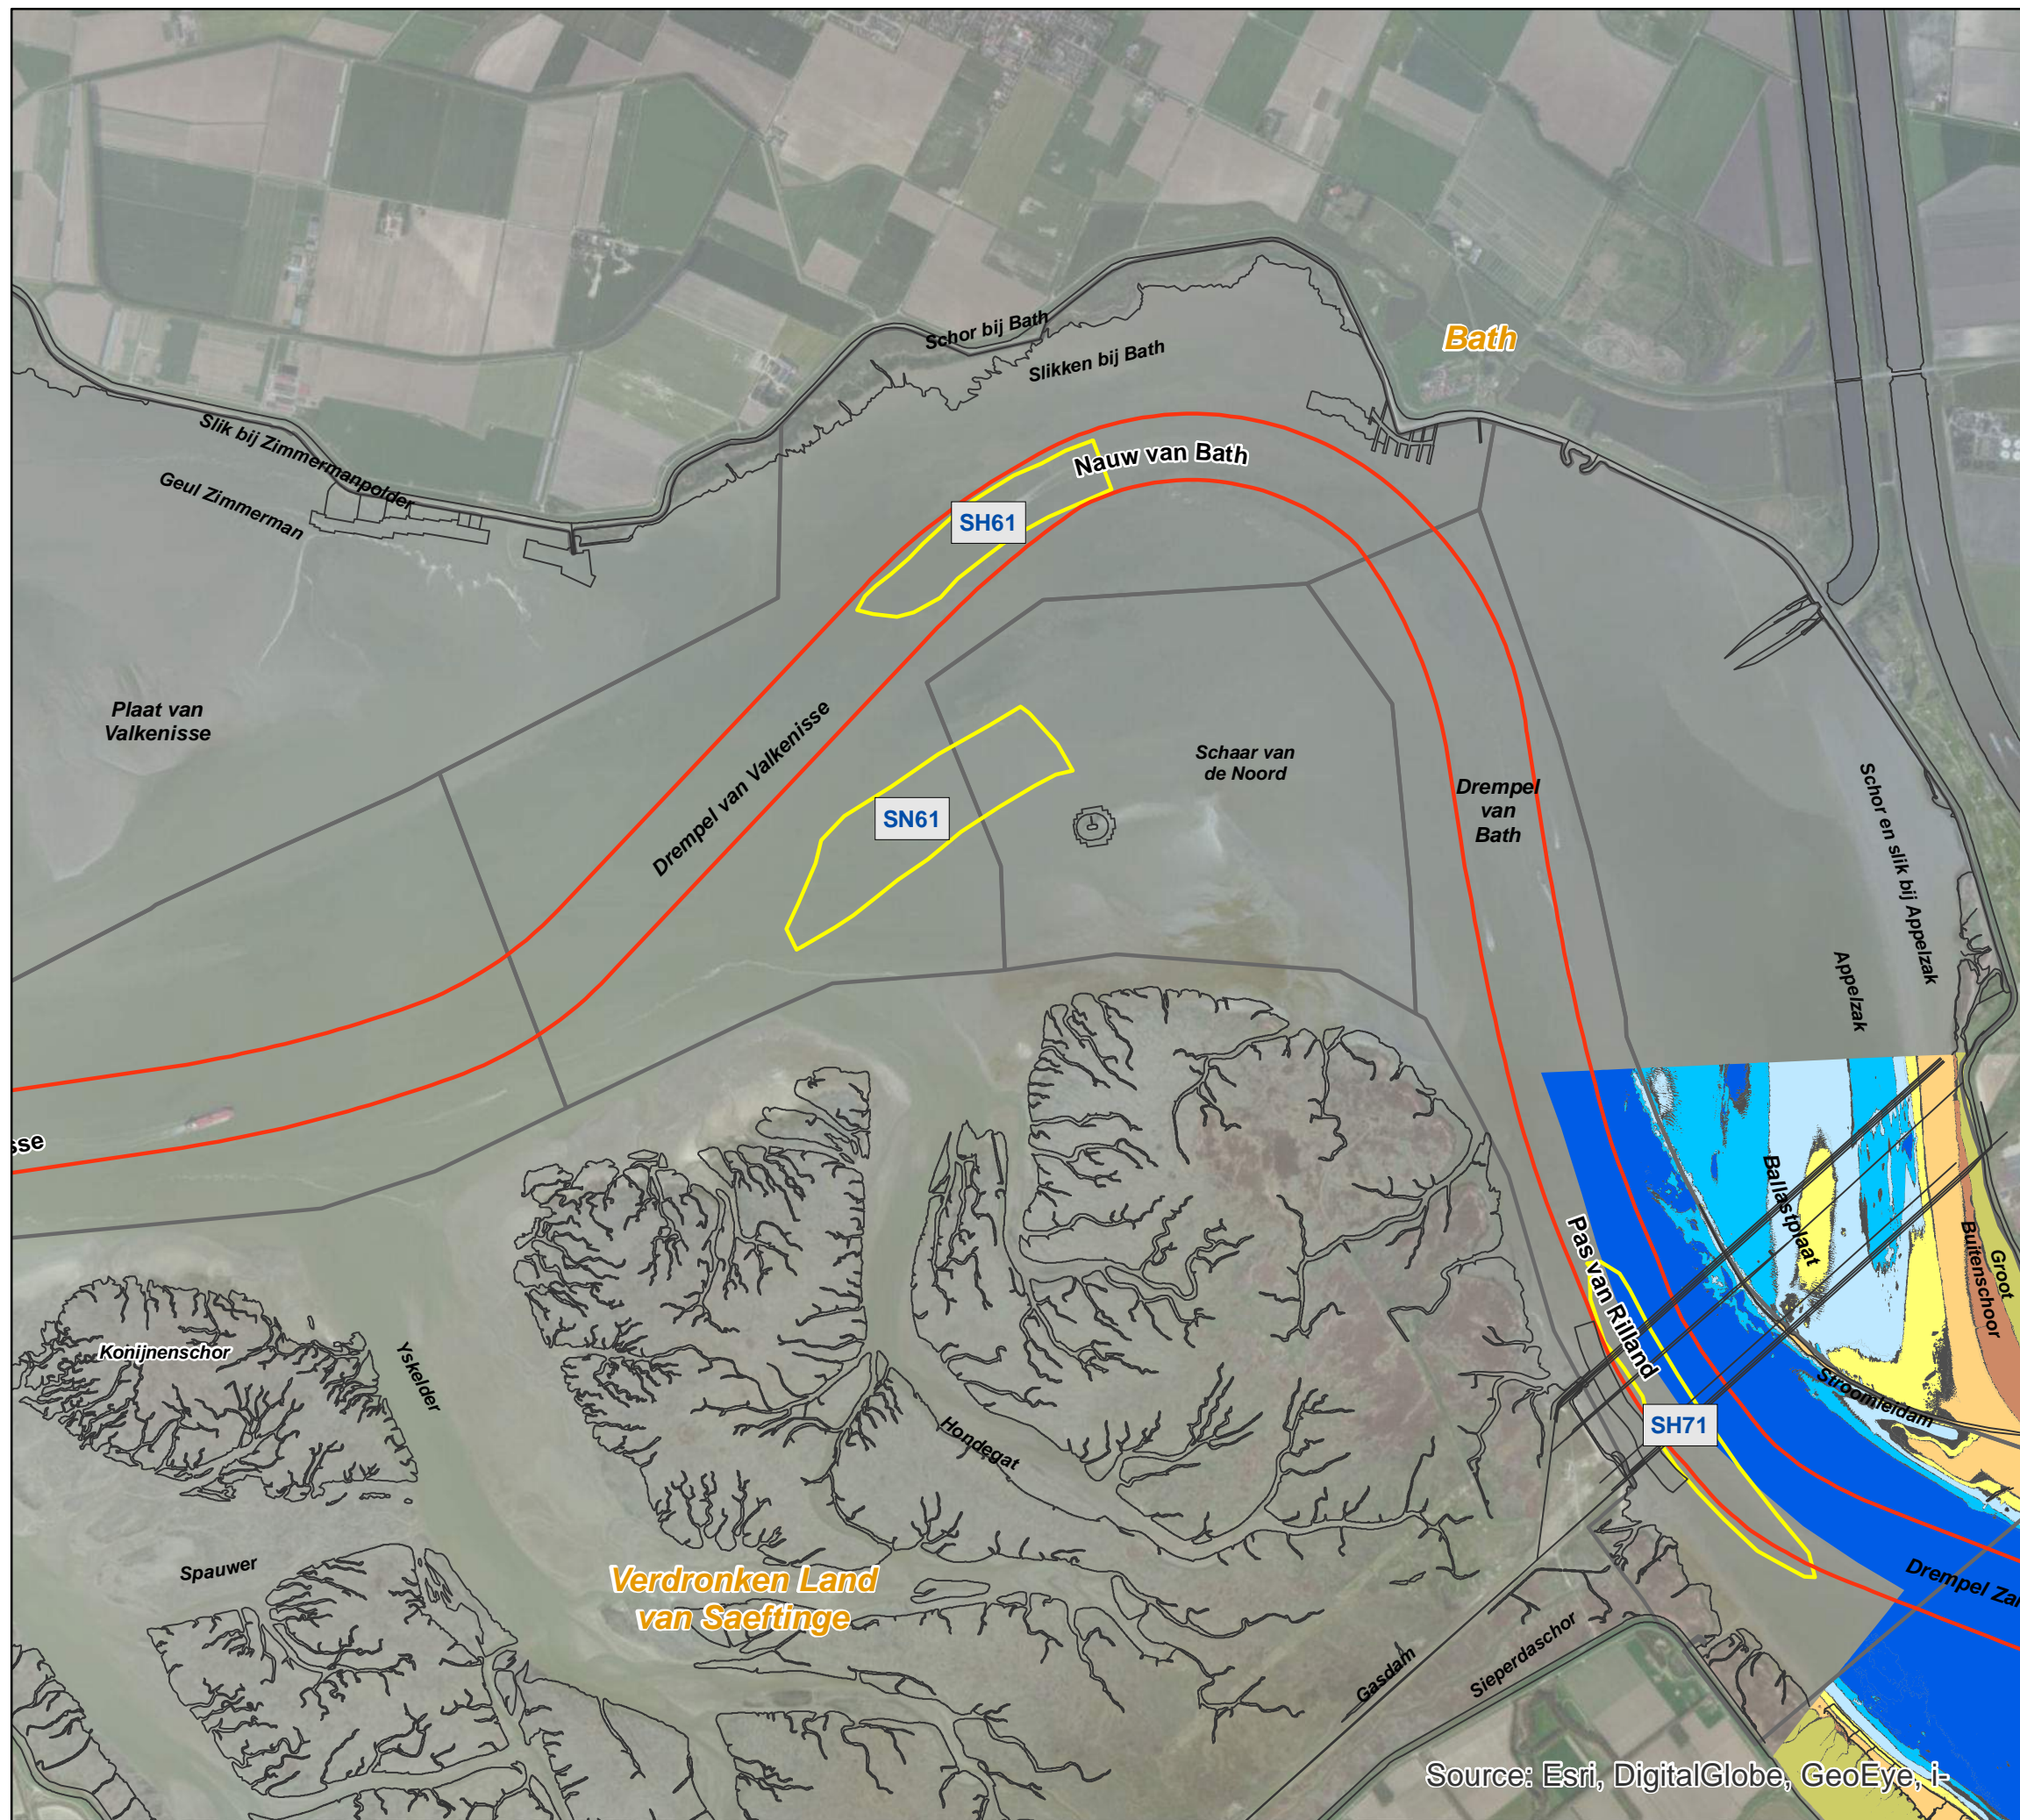 Bath
Schor bij Bath
Slikken bij Bath
Slik bij Zimmermanpolder
Geul Zimmerman
Nauw van Bath
SH61
Plaat van
Valkenisse
Drempel van Valkenisse
Schaar van
de Noord
SN61
Drempel
van
Bath
Schor en slik bij Appelzak
Appelzak
sse
Ballastplaat
Groot
Buitenschoor
Pas van Rilland
Stroomleidam
SH71
Konijnenschor
Yskelder
Hondegat
Spauwer
Verdronken Land
van Saeftinge
Drempel Zan
Gasdam
Sieperdaschor
Source: Esri, DigitalGlobe, GeoEye, i-